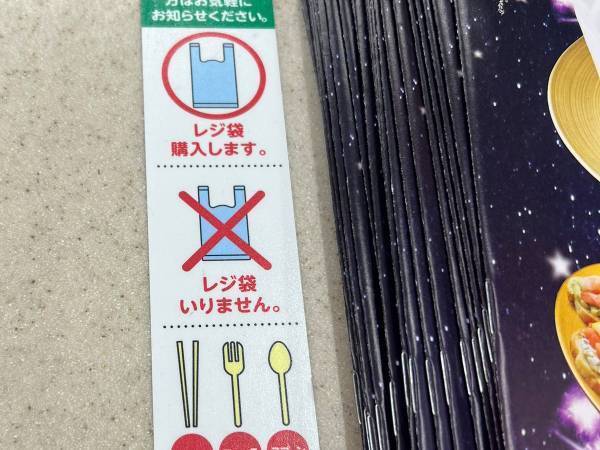 方はお気軽に
お知らせください。
レジ袋
購入します。
レジ袋
いりません。